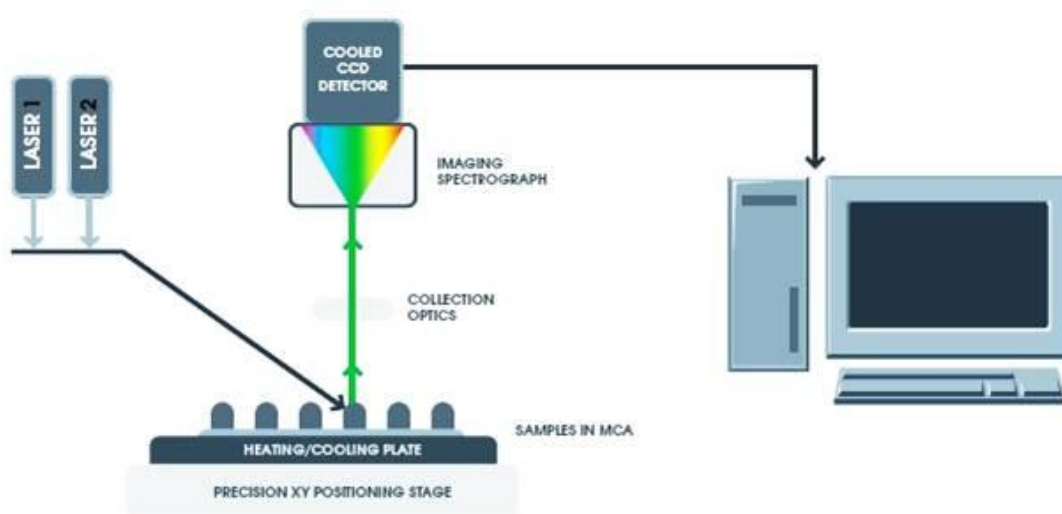 COOLED
CCD
DETECTOR
LASER 1
LASER 2
IMAGING
SPECTROGRAPH
COLLECTION
OPTICS
SAMPLES IN MCA
HEATING/COOLING PLATE
PRECISION XY POSITIONING STAGE